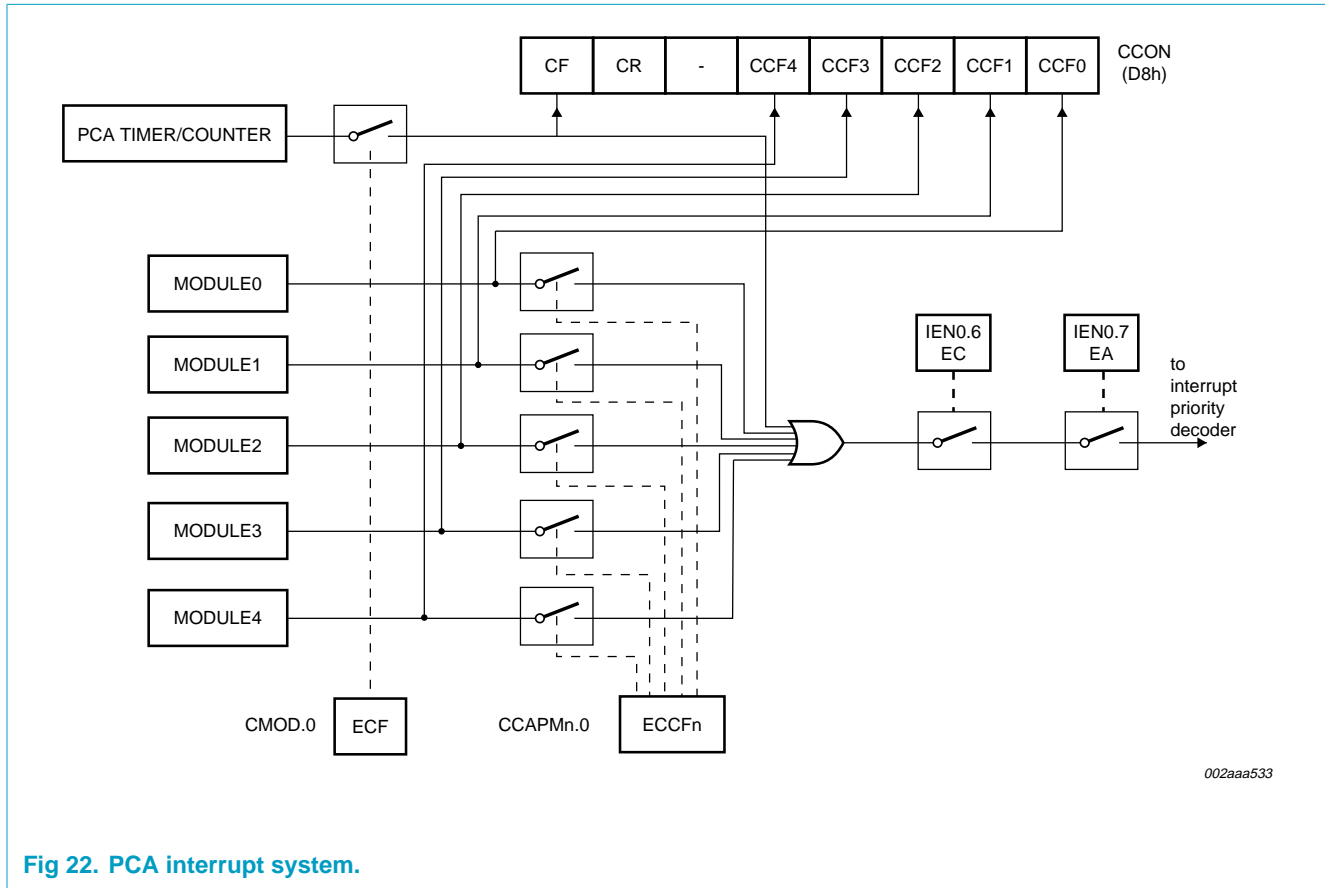 CF CR - CCF4 CCF3 CCF2 CCF1 CCF0
CCON
(D8h)
PCA TIMER/COUNTER
MODULE0
MODULE1
MODULE2
MODULE3
MODULE4
IEN0.6
EC
IEN0.7
EA
to
interrupt
priority
decoder
CMOD.0 ECF
CCAPMn.0 ECCFn
002aaa533
Fig 22. PCA interrupt system.